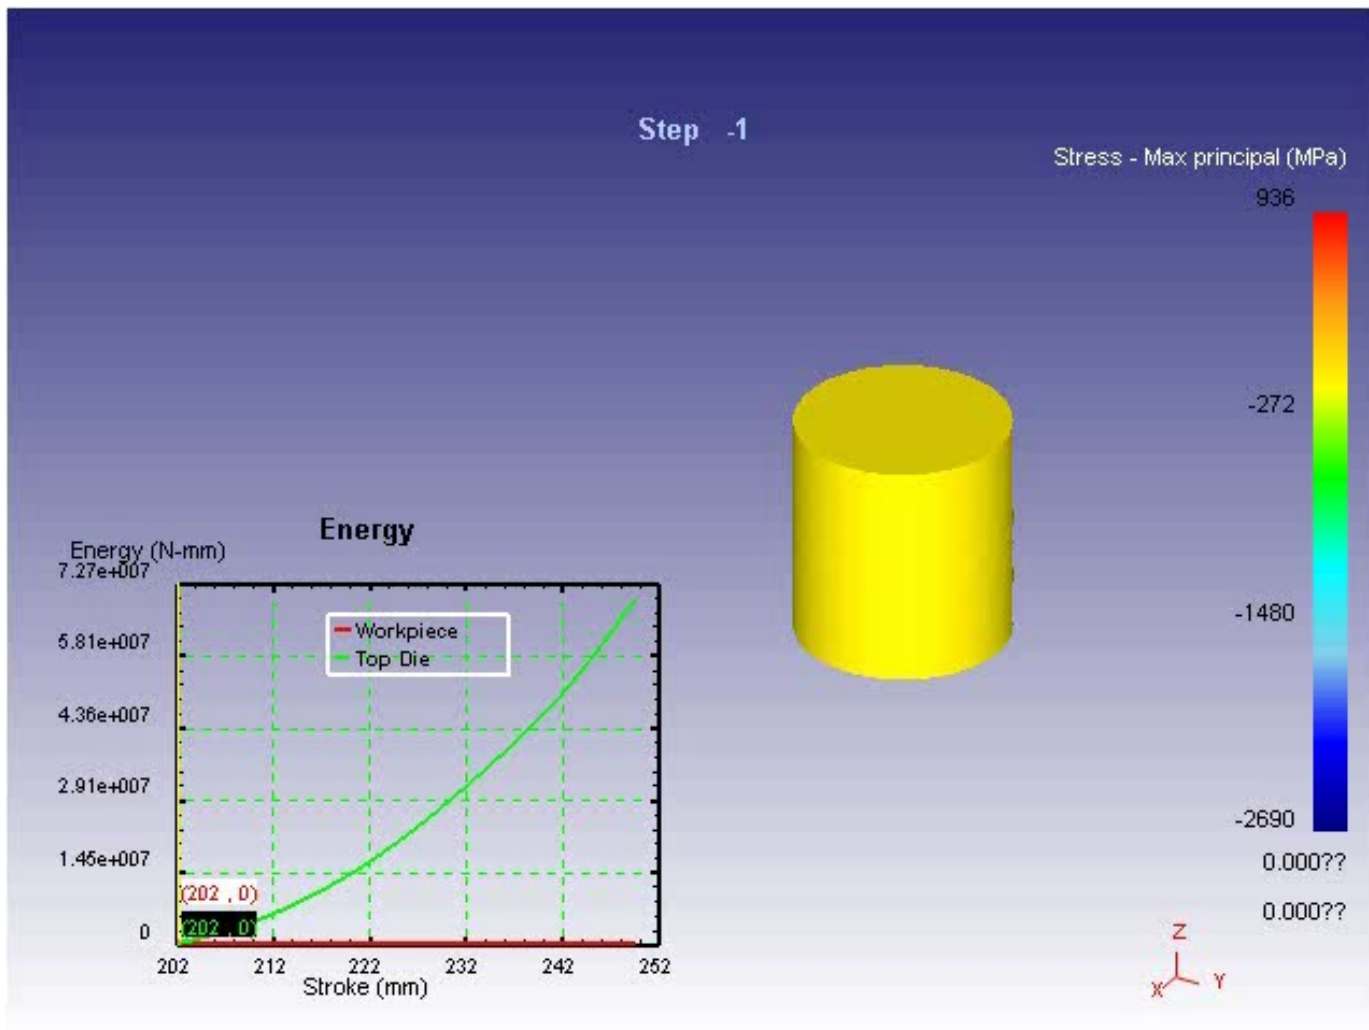 Step -1
Stress - Max principal (MPa)
936
-272
-1480
-2690
0.000??
0.000??
Energy
Energy (N-mm)
7.27e+007
5.81e+007
4.36e+007
2.91e+007
1.45e+007
0
Workpiece
Top Die
(202 , 0)
(202 , 0)
202 212 222 232 242 252
Stroke (mm)
Z
X Y